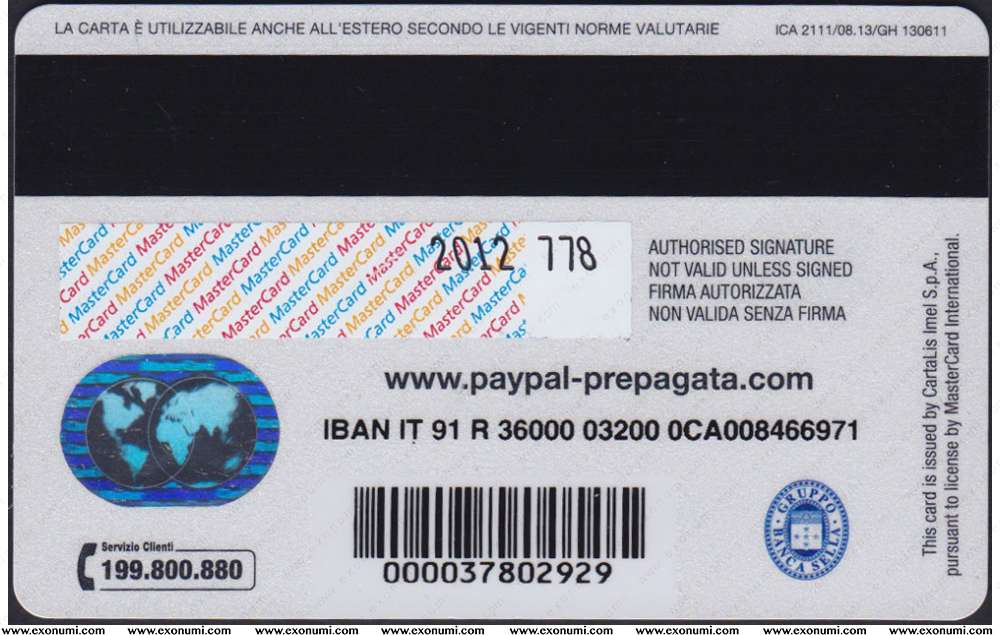 LA CARTA È UTILIZZABILE ANCHE ALL'ESTERO SECONDO LE VIGENTI NORME VALUTARIE
ICA 2111/08.13/GH 130611
MasterCard MasterCard MasterCard MasterCard
2012 778
AUTHORISED SIGNATURE
NOT VALID UNLESS SIGNED
FIRMA AUTORIZZATA
NON VALIDA SENZA FIRMA
www.paypal-prepagata.com
IBAN IT 91 R 36000 03200 0CA008466971
000037802929
Servizio Clienti
199.800.880
GRUPPO
BANCA SELLA
This card is issued by CartaLis Imel S.p.A.,
pursuant to license by MasterCard International.
www.exonumi.com www.exonumi.com www.exonumi.com www.exonumi.com www.exonumi.com www.exonumi.com www.exonumi.com www.exonumi.com